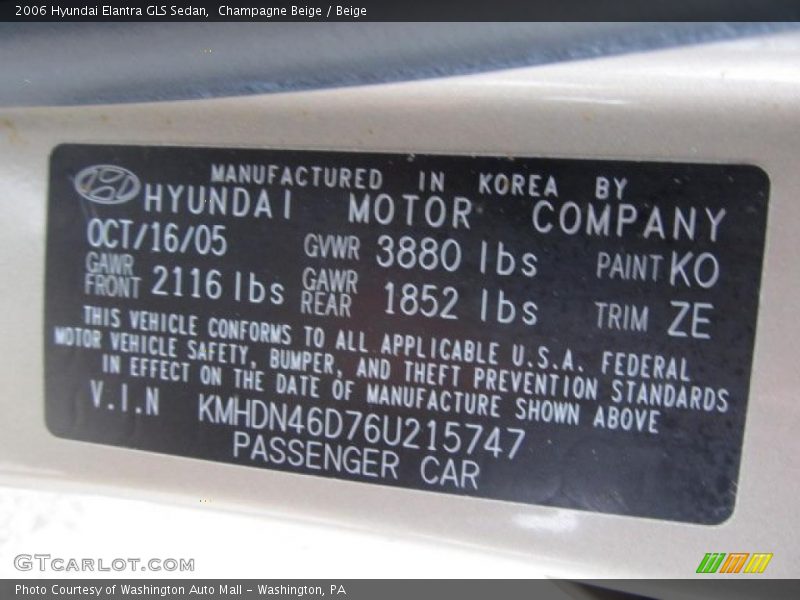 2006 Hyundai Elantra GLS Sedan,  Champagne Beige / Beige
MANUFACTURED IN KOREA BY
HYUNDAI MOTOR COMPANY
OCT/16/05 GVWR 3880 lbs PAINT KO
GAWR FRONT 2116 lbs GAWR REAR 1852 lbs TRIM ZE
THIS VEHICLE CONFORMS TO ALL APPLICABLE U.S.A. FEDERAL
MOTOR VEHICLE SAFETY, BUMPER, AND THEFT PREVENTION STANDARDS
IN EFFECT ON THE DATE OF MANUFACTURE SHOWN ABOVE
V.I.N KMHDN46D76U215747
PASSENGER CAR
GTCARLOT.COM
Photo Courtesy of Washington Auto Mall - Washington, PA